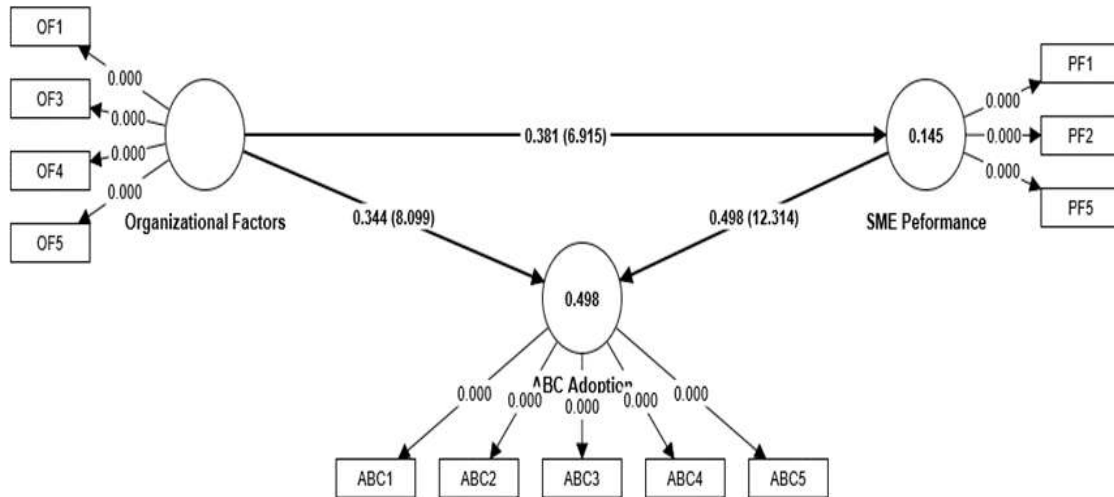 OF1
OF3
OF4
OF5
0.000
0.000
0.000
0.000
Organizational Factors
0.381 (6.915)
0.344 (8.099)
0.498 (12.314)
0.145
SME Peformance
0.000
0.000
0.000
PF1
PF2
PF5
0.498
ABC Adoption
0.000
0.000
0.000
0.000
0.000
ABC1
ABC2
ABC3
ABC4
ABC5